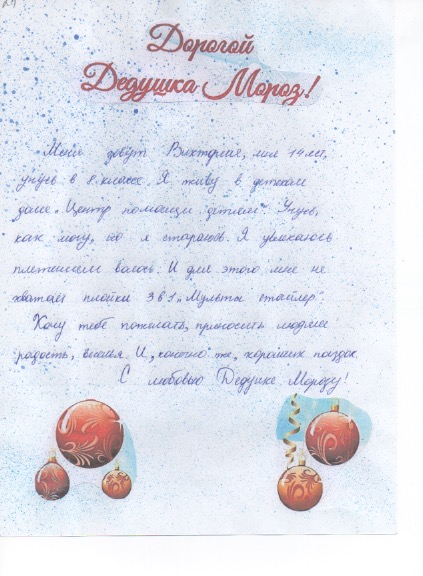 Дорогой
Дедушка Мороз!
Меня зовут Виктория, мне 14 лет,
учусь в 8 классе. Я живу в детском
доме „Центр помощи детям". Учусь,
как могу, но я стараюсь. Я увлекаюсь
плетением волос. И для этого мне не
хватает плойки 3 в 1 „Мульти стайлер".
Хочу тебе пожелать, приносить людям
радость, веселья. И, конечно же, хороших поездок
С любовью Дедушке Морозу!